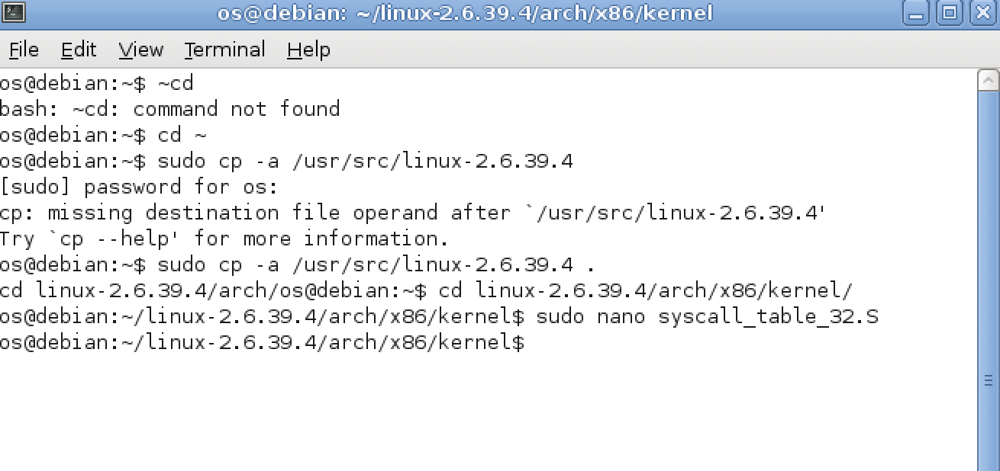 os@debian: ~/linux-2.6.39.4/arch/x86/kernel
File Edit View Terminal Help
os@debian:~$ ~cd
bash: ~cd: command not found
os@debian:~$ cd ~
os@debian:~$ sudo cp -a /usr/src/linux-2.6.39.4
[sudo] password for os:
cp: missing destination file operand after `/usr/src/linux-2.6.39.4'
Try `cp --help' for more information.
os@debian:~$ sudo cp -a /usr/src/linux-2.6.39.4 .
cd linux-2.6.39.4/arch/os@debian:~$ cd linux-2.6.39.4/arch/x86/kernel/
os@debian:~/linux-2.6.39.4/arch/x86/kernel$ sudo nano syscall_table_32.S
os@debian:~/linux-2.6.39.4/arch/x86/kernel$